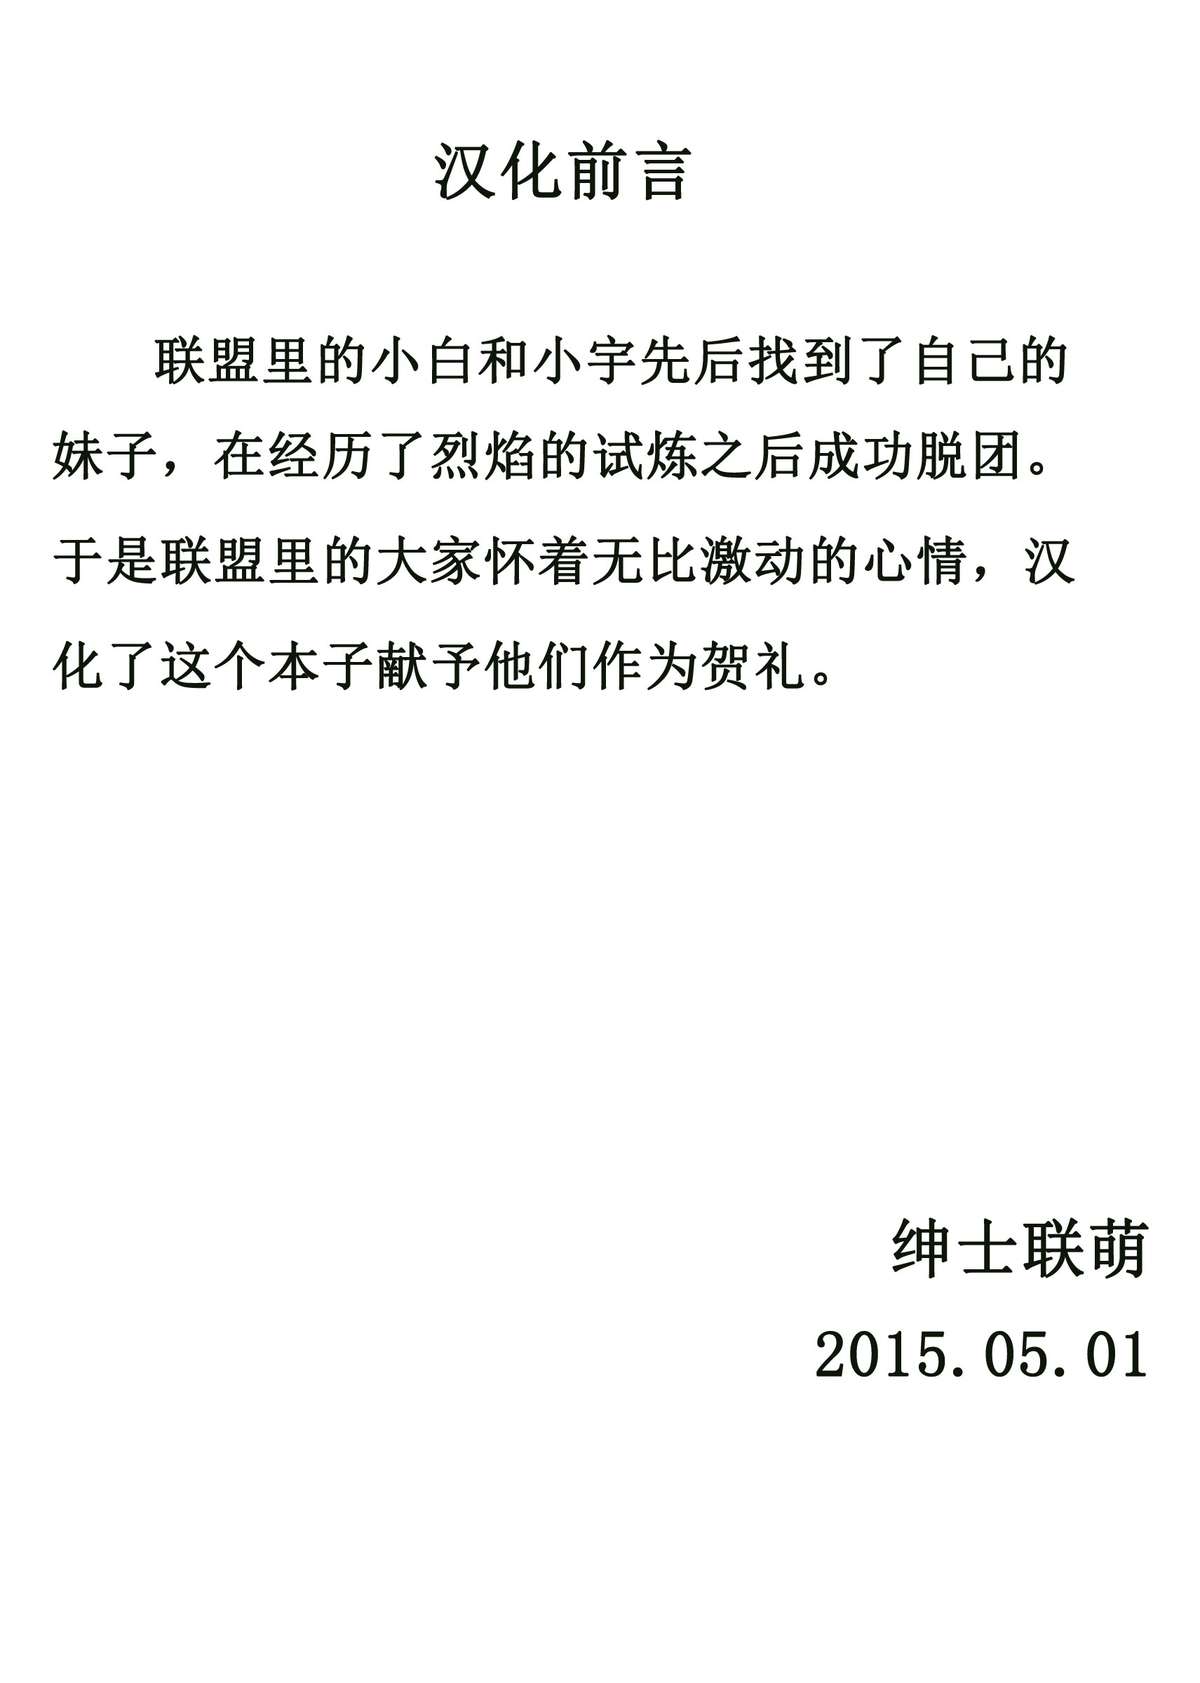 汉化前言
联盟里的小白和小宇先后找到了自己的
妹子，在经历了烈焰的试炼之后成功脱团。
于是联盟里的大家怀着无比激动的心情，汉
化了这个本子献予他们作为贺礼。
绅士联萌
2015.05.01